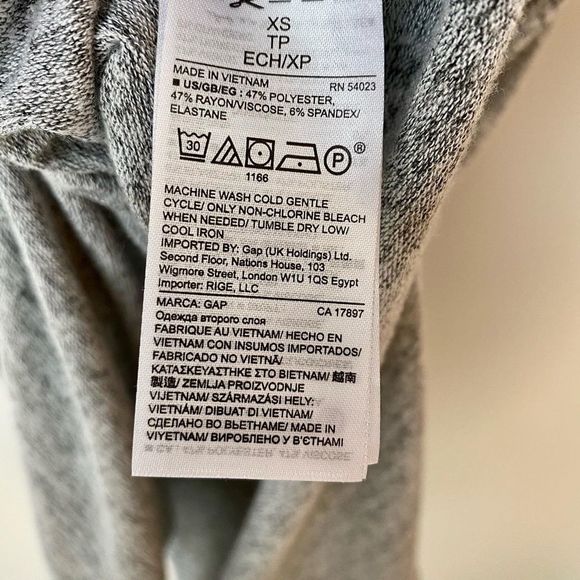 XS
TP
ECH/XP
MADE IN VIETNAM RN 54023
■ US/GB/EG : 47% POLYESTER,
47% RAYON/VISCOSE, 6% SPANDEX/
ELASTANE
30 P ®
1166
MACHINE WASH COLD GENTLE
CYCLE/ ONLY NON-CHLORINE BLEACH
WHEN NEEDED/ TUMBLE DRY LOW/
COOL IRON
IMPORTED BY: Gap (UK Holdings) Ltd.
Second Floor, Nations House, 103
Wigmore Street, London W1U 1QS Egypt
Importer: RIGE, LLC
MARCA: GAP CA 17897
Одежда второго слоя
FABRIQUE AU VIETNAM/ HECHO EN
VIETNAM CON INSUMOS IMPORTADOS/
FABBRICATO NO VIETNÃ/
ΚΑΤΑΣΚΕΥΑΣΤΗΚΕ ΣΤΟ ΒΙΕΤΝΑΜ/ 越南
製造/ ZEMLJA PROIZVODNJE
VIJETNAM/ SZÁRMAZÁSI HELY:
VIETNÁM/ DIBUAT DI VIETNAM/
СДЕЛАНО ВО ВЬЕТНАМЕ/ MADE IN
VIYETNAM/ ВИРОБЛЕНО У В'ЄТНАМІ